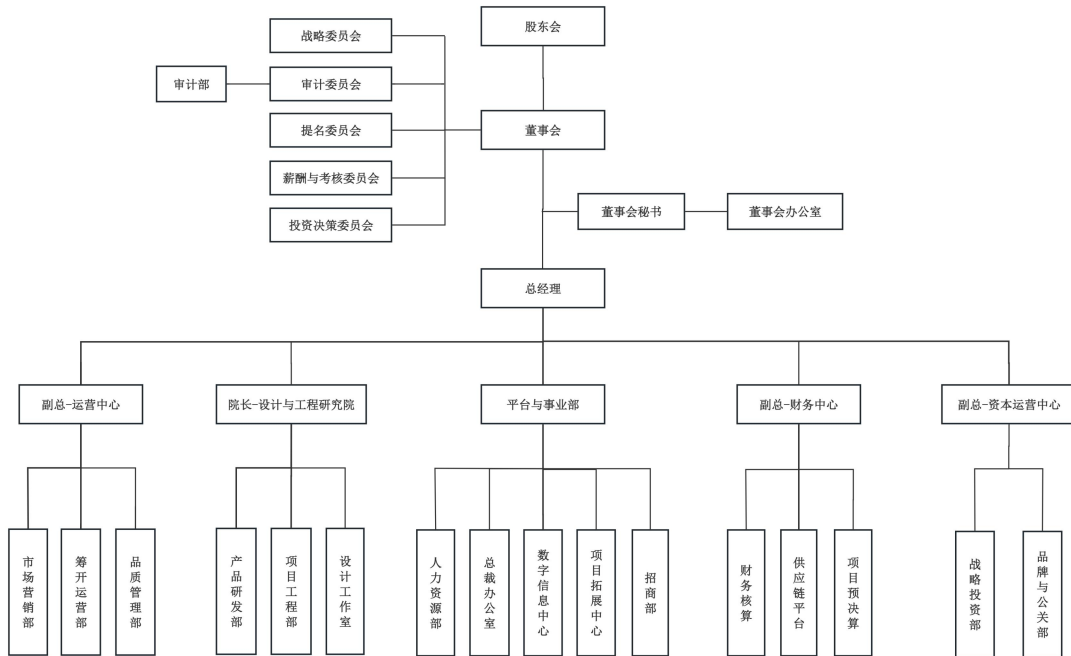 股东会
战略委员会
审计部
审计委员会
提名委员会
董事会
薪酬与考核委员会
投资决策委员会
董事会秘书
董事会办公室
总经理
副总-运营中心
院长-设计与工程研究院
平台与事业部
副总-财务中心
副总-资本运营中心
市场营销部
筹开运营部
品质管理部
产品研发部
项目工程部
设计工作室
人力资源部
总裁办公室
数字信息中心
项目拓展中心
招商部
财务核算
供应链平台
项目预决算
战略投资部
品牌与公关部